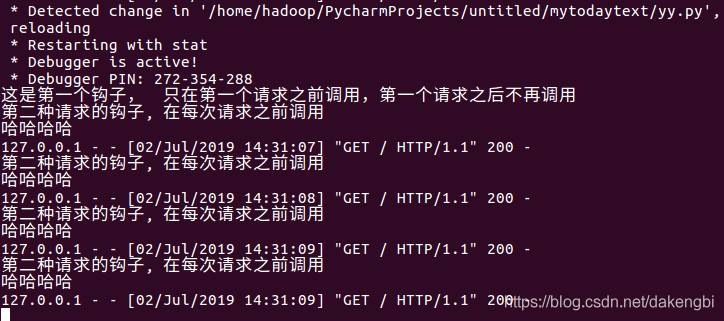 * Detected change in '/home/hadoop/PycharmProjects/untitled/mytodaytext/yy.py',
reloading
* Restarting with stat
* Debugger is active!
* Debugger PIN: 272-354-288
这是第一个钩子， 只在第一个请求之前调用，第一个请求之后不再调用
第二种请求的钩子，在每次请求之前调用
哈哈哈哈
127.0.0.1 - - [02/Jul/2019 14:31:07] "GET / HTTP/1.1" 200 -
第二种请求的钩子，在每次请求之前调用
哈哈哈哈
127.0.0.1 - - [02/Jul/2019 14:31:08] "GET / HTTP/1.1" 200 -
第二种请求的钩子，在每次请求之前调用
哈哈哈哈
127.0.0.1 - - [02/Jul/2019 14:31:09] "GET / HTTP/1.1" 200 -
第二种请求的钩子，在每次请求之前调用
哈哈哈哈
127.0.0.1 - - [02/Jul/2019 14:31:09] "GET / HTTP/1.1" 200 -
https://blog.csdn.net/dakengbi